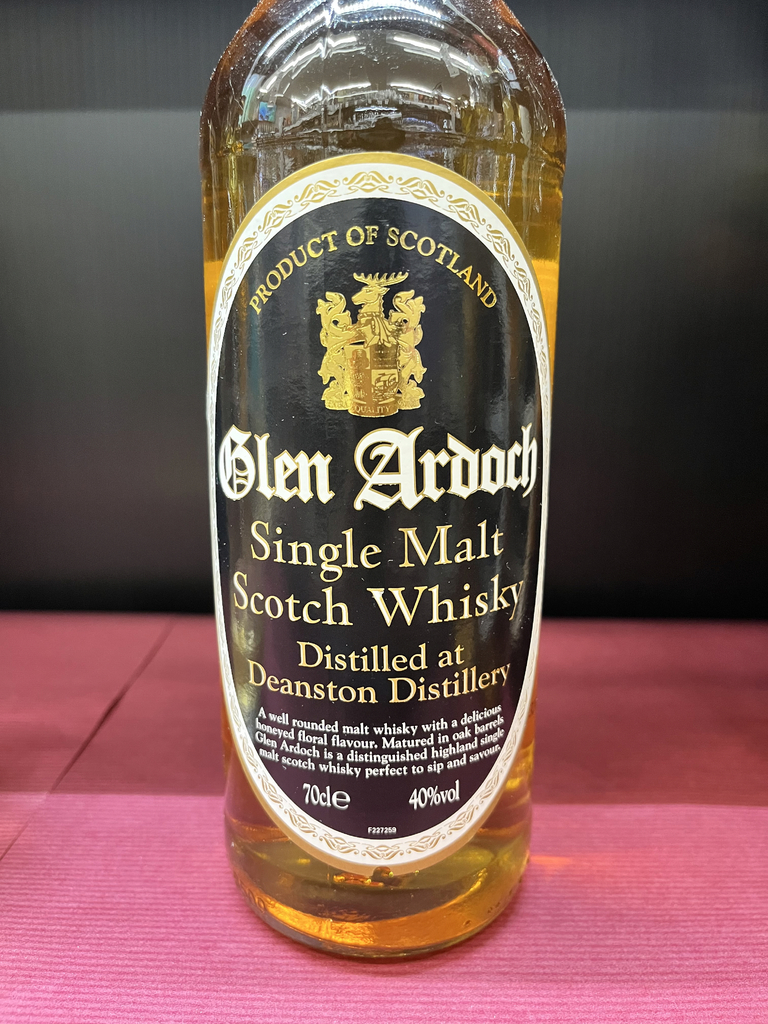 PRODUCT OF SCOTLAND
QUALITY
Glen Ardoch
Single Malt
Scotch Whisky
Distilled at
Deanston Distillery
A well rounded malt whisky with a delicious
honeyed floral flavour. Matured in oak barrels
Glen Ardoch is a distinguished highland single
malt scotch whisky perfect to sip and savour.
70cl℮ 40%vol
F227259